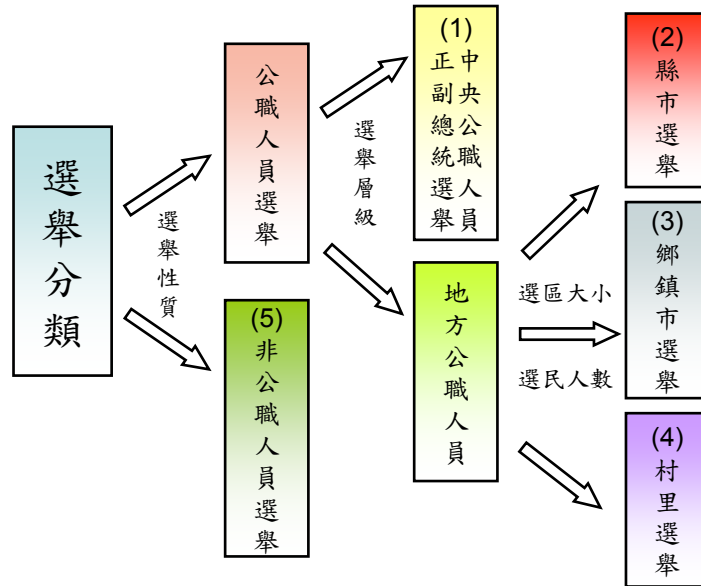 選舉分類
選舉性質
公職人員選舉
(5)
非公職人員選舉
選舉層級
(1)
中央公職人員
正副總統選舉
地方公職人員
選區大小
選民人數
(2)
縣市選舉
(3)
鄉鎮市選舉
(4)
村里選舉